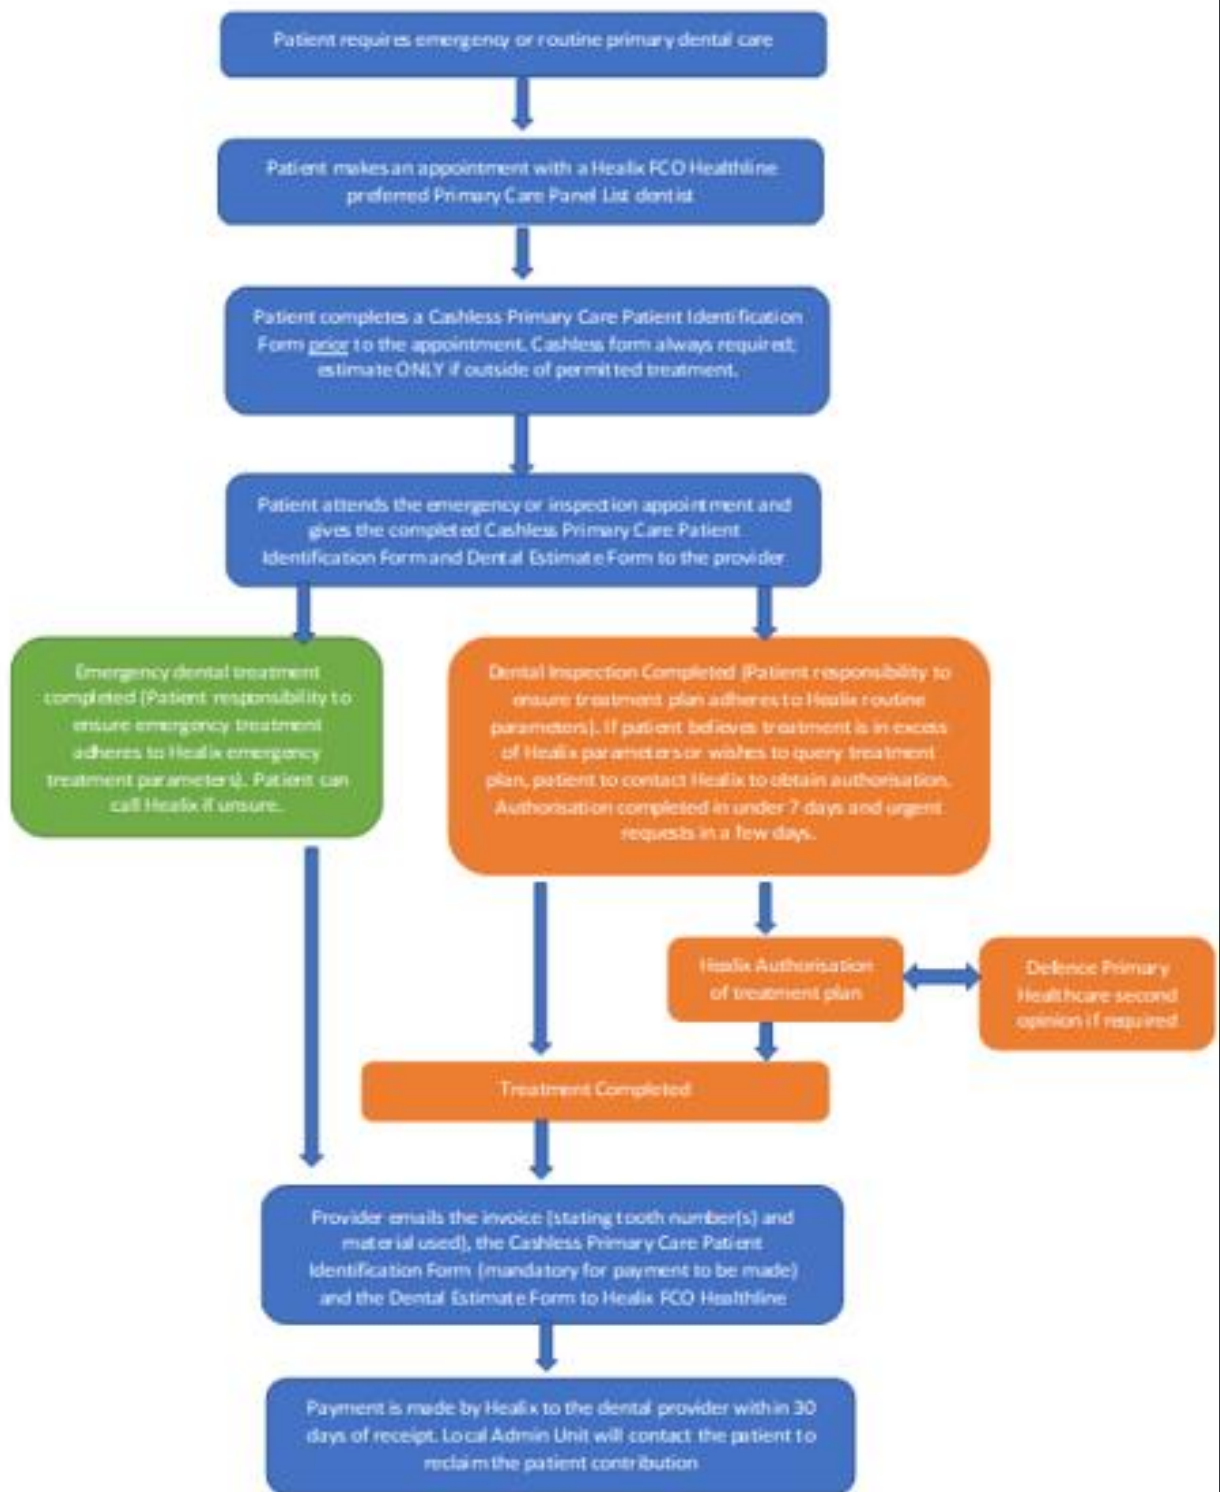 Patient requires emergency or routine primary dental care
Patient makes an appointment with a Healix FCO Healthline
preferred Primary Care Panel List dentist
Patient completes a Cashless Primary Care Patient Identification
Form prior to the appointment. Cashless form always required;
estimate ONLY if outside of permitted treatment.
Patient attends the emergency or inspection appointment and
gives the completed Cashless Primary Care Patient
Identification Form and Dental Estimate Form to the provider
Emergency dental treatment
completed (Patient responsibility to
ensure emergency treatment
adheres to Healix emergency
treatment parameters). Patient can
call Healix if unsure.
Dental Inspection Completed (Patient responsibility to
ensure treatment plan adheres to Healix routine
parameters). If patient believes treatment is in excess
of Healix parameters or wishes to query treatment
plan, patient to contact Healix to obtain authorisation.
Authorisation completed in under 7 days and urgent
requests in a few days.
Healix Authorisation
of treatment plan
Defence Primary
Healthcare second
opinion if required
Treatment Completed
Provider emails the invoice (stating tooth number(s) and
material used), the Cashless Primary Care Patient
Identification Form (mandatory for payment to be made)
and the Dental Estimate Form to Healix FCO Healthline
Payment is made by Healix to the dental provider within 30
days of receipt. Local Admin Unit will contact the patient to
reclaim the patient contribution